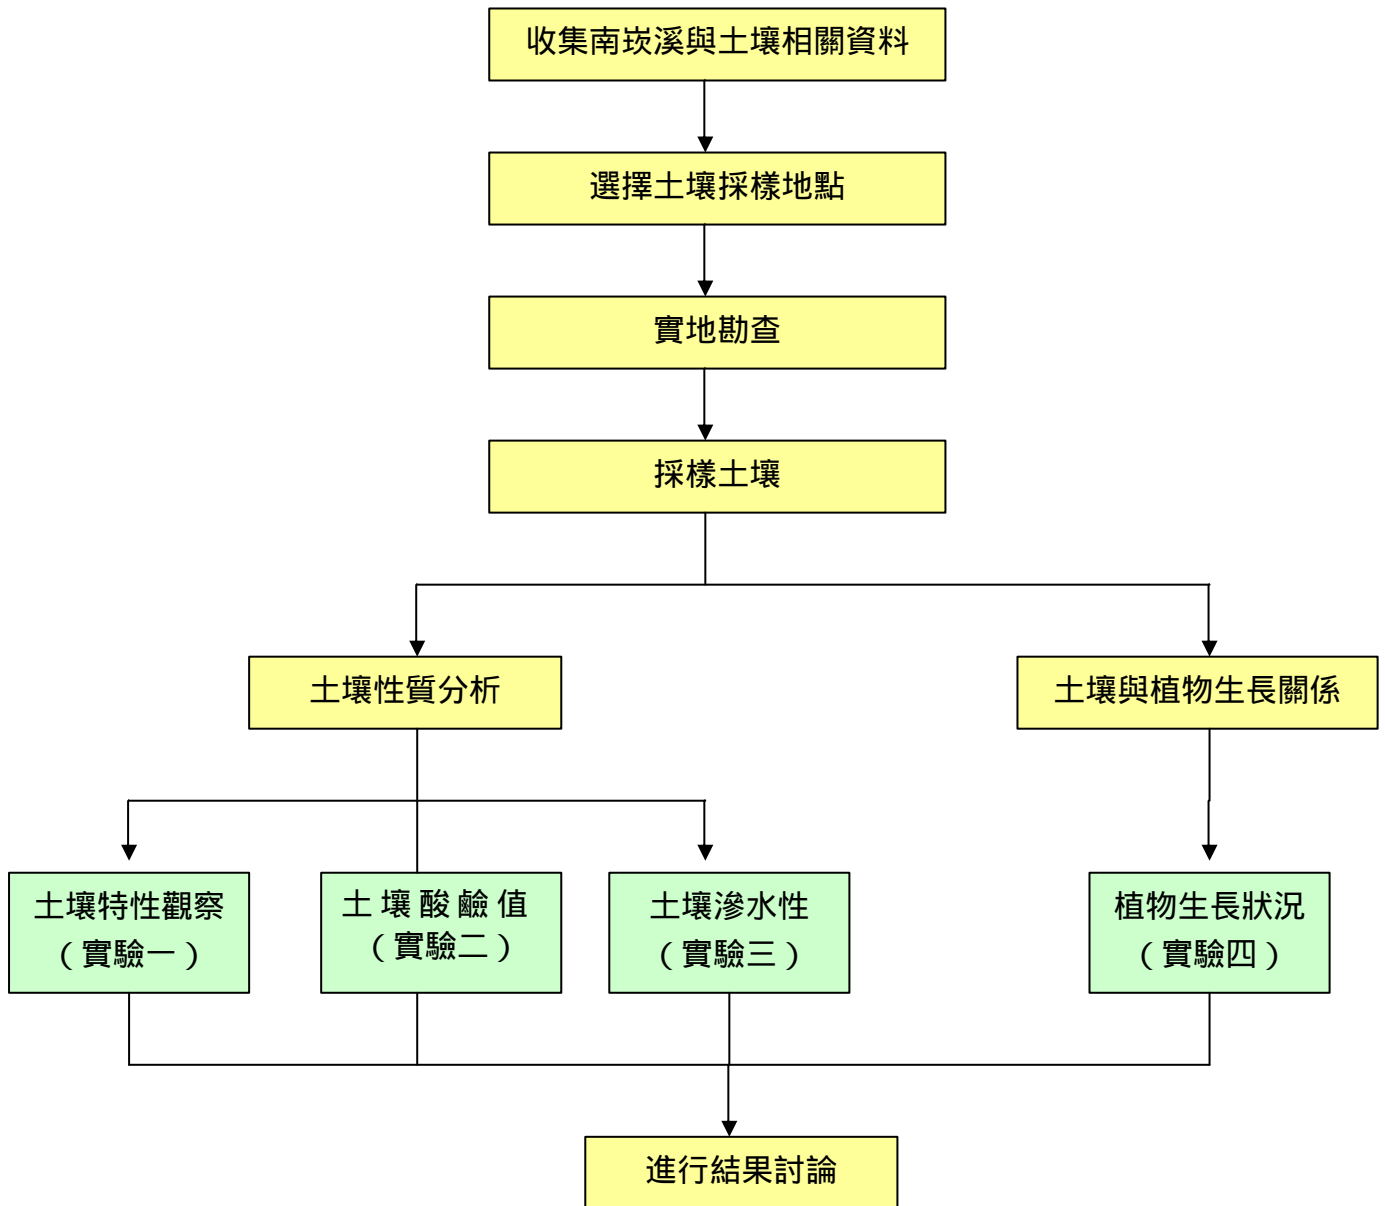 收集南崁溪與土壤相關資料
選擇土壤採樣地點
實地勘查
採樣土壤
土壤性質分析
土壤與植物生長關係
土壤特性觀察
（實驗一）
土壤酸鹼值
（實驗二）
土壤滲水性
（實驗三）
植物生長狀況
（實驗四）
進行結果討論